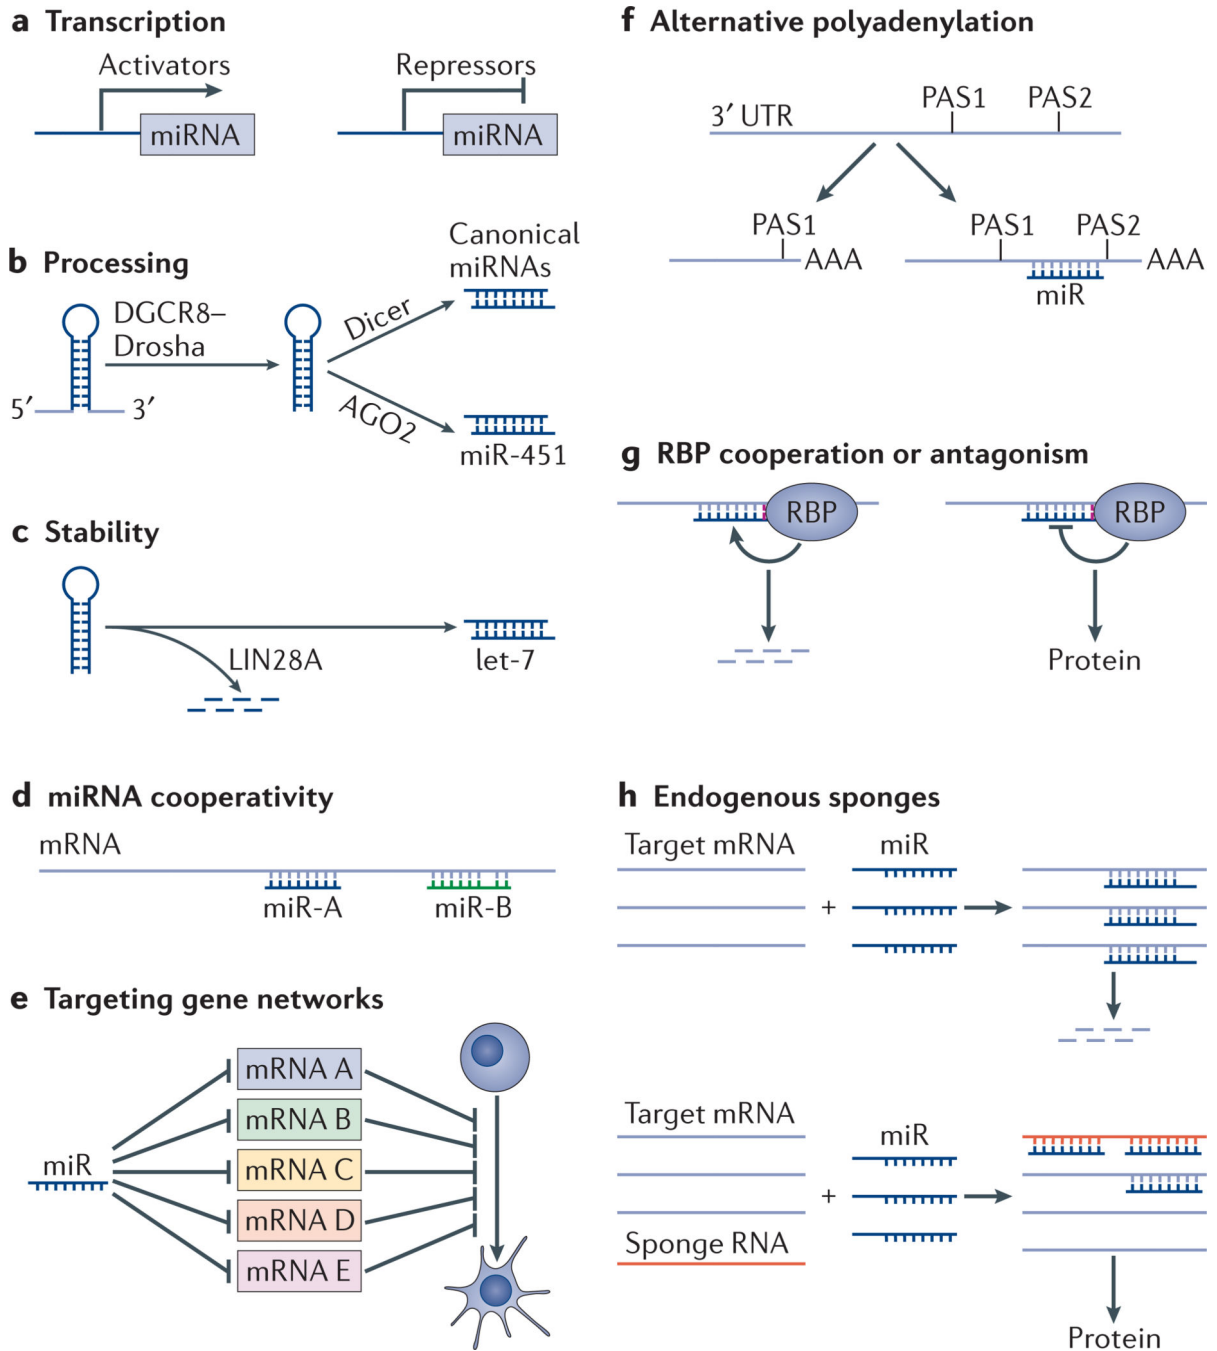 a Transcription
Activators
miRNA
Repressors
miRNA
b Processing
5′
3′
DGCR8–
Drosha
Dicer
AGO2
Canonical
miRNAs
miR-451
c Stability
LIN28A
let-7
d miRNA cooperativity
mRNA
miR-A
miR-B
e Targeting gene networks
miR
mRNA A
mRNA B
mRNA C
mRNA D
mRNA E
f Alternative polyadenylation
3′ UTR
PAS1
PAS2
PAS1
AAA
PAS1
PAS2
AAA
miR
g RBP cooperation or antagonism
RBP
RBP
Protein
h Endogenous sponges
Target mRNA
miR
+
Target mRNA
miR
+
Sponge RNA
Protein